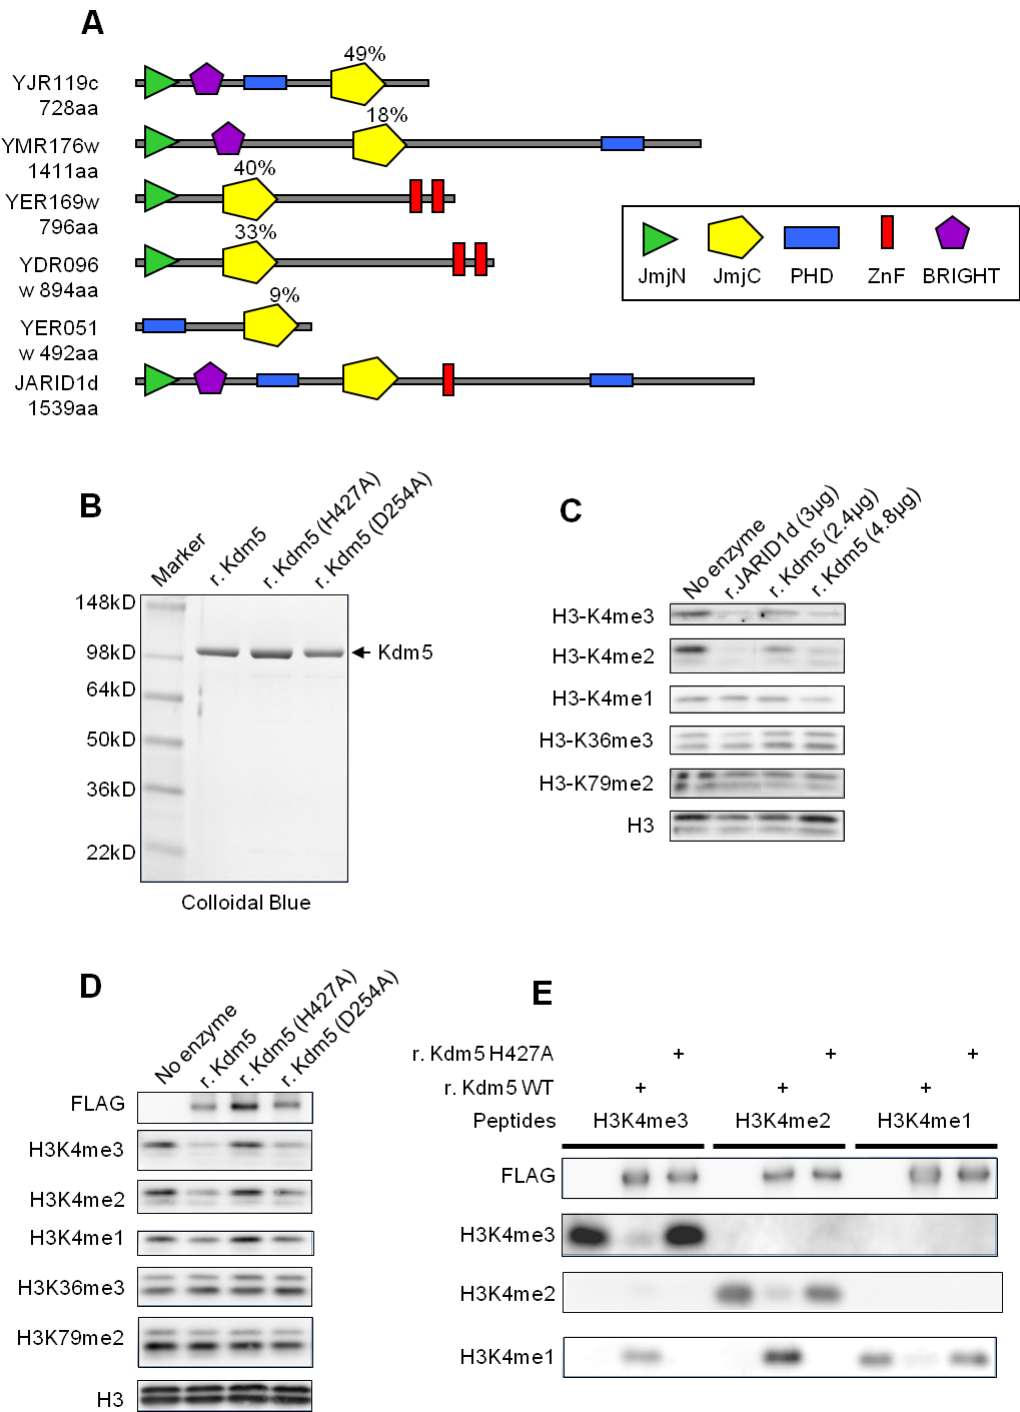 A
YJR119c
728aa
49%
YMR176w
1411aa
18%
YER169w
796aa
40%
YDR096
w 894aa
33%
YER051
w 492aa
9%
JARID1d
1539aa
JmjN JmjC PHD ZnF BRIGHT
B
Marker
r. Kdm5
r. Kdm5 (H427A)
r. Kdm5 (D254A)
148kD
98kD
64kD
50kD
36kD
22kD
Kdm5
Colloidal Blue
C
No enzyme
r.JARID1d (3µg)
r. Kdm5 (2.4µg)
r. Kdm5 (4.8µg)
H3-K4me3
H3-K4me2
H3-K4me1
H3-K36me3
H3-K79me2
H3
D
No enzyme
r. Kdm5
r. Kdm5 (H427A)
r. Kdm5 (D254A)
FLAG
H3K4me3
H3K4me2
H3K4me1
H3K36me3
H3K79me2
H3
E
r. Kdm5 H427A + + +
r. Kdm5 WT + + +
Peptides H3K4me3 H3K4me2 H3K4me1
FLAG
H3K4me3
H3K4me2
H3K4me1